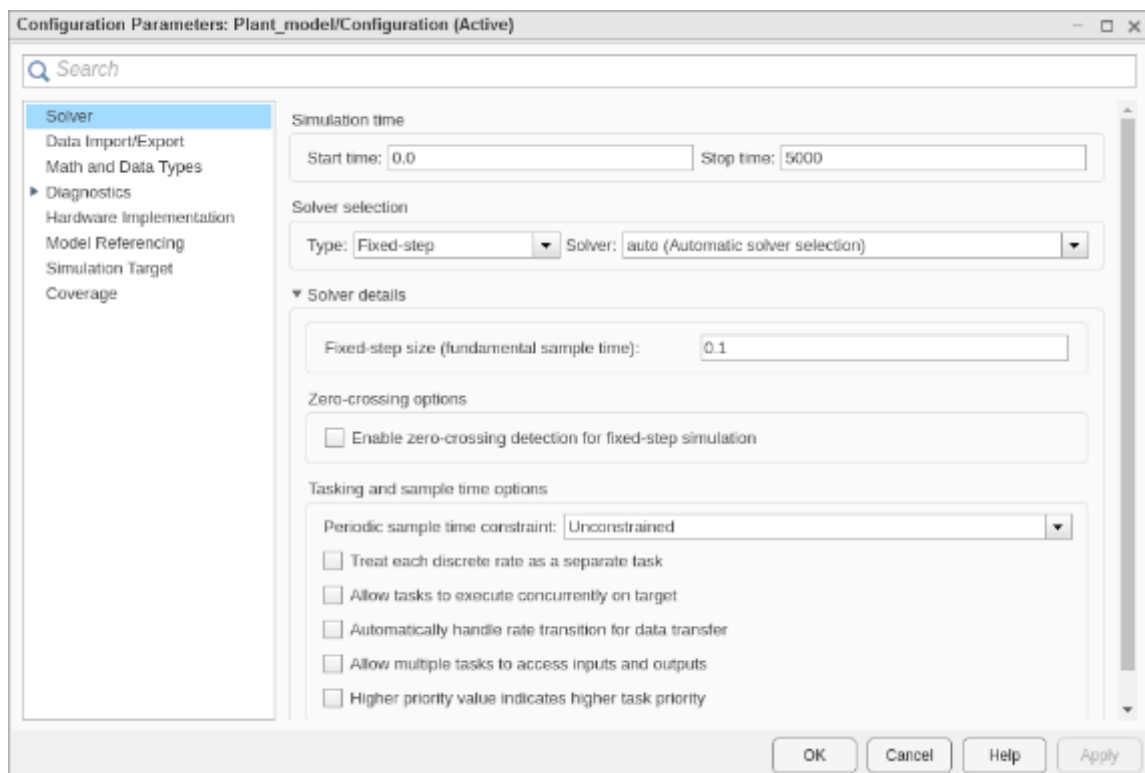 Configuration Parameters: Plant_model/Configuration (Active)
Search
Solver
Data Import/Export
Math and Data Types
Diagnostics
Hardware Implementation
Model Referencing
Simulation Target
Coverage
Simulation time
Start time: 0.0 Stop time: 5000
Solver selection
Type: Fixed-step Solver: auto (Automatic solver selection)
Solver details
Fixed-step size (fundamental sample time): 0.1
Zero-crossing options
Enable zero-crossing detection for fixed-step simulation
Tasking and sample time options
Periodic sample time constraint: Unconstrained
Treat each discrete rate as a separate task
Allow tasks to execute concurrently on target
Automatically handle rate transition for data transfer
Allow multiple tasks to access inputs and outputs
Higher priority value indicates higher task priority
OK Cancel Help Apply